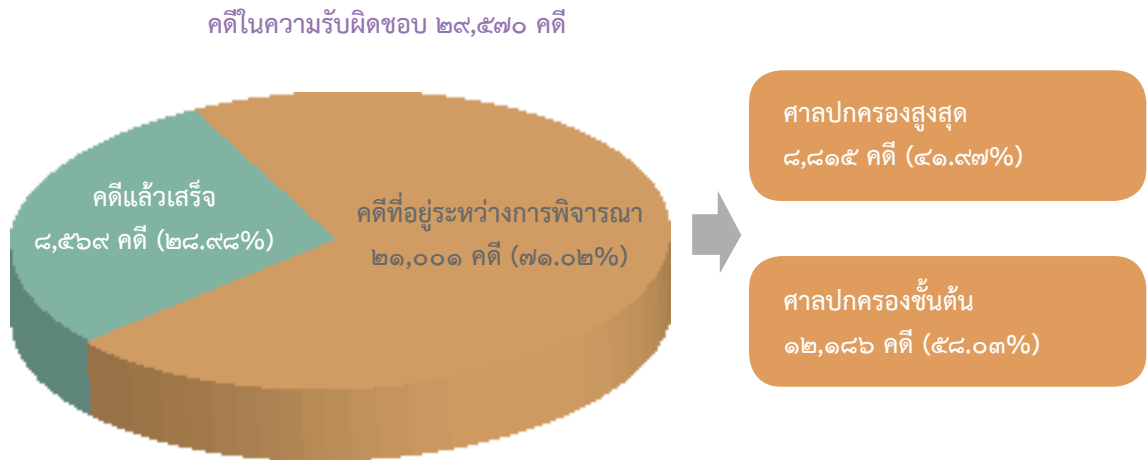 คดีในความรับผิดชอบ ๒๙,๕๗๐ คดี
คดีแล้วเสร็จ
๘,๕๖๙ คดี (๒๘.๙๘%)
คดีที่อยู่ระหว่างการพิจารณา
๒๑,๐๐๑ คดี (๗๑.๐๒%)
ศาลปกครองสูงสุด
๘,๘๑๕ คดี (๔๑.๙๗%)
ศาลปกครองชั้นต้น
๑๒,๑๘๖ คดี (๕๘.๐๓%)